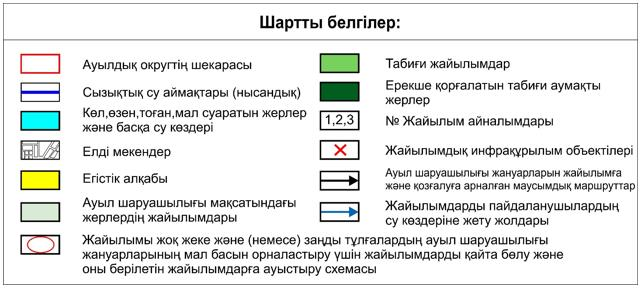 Шартты белгілер:
Ауылдық округтің шекарасы
Сызықтық су аймақтары (нысандық)
Көл,өзен,тоған,мал суаратын жерлер
және басқа су көздері
Елді мекендер
Егістік алқабы
Ауыл шаруашылығы мақсатындағы
жерлердің жайылымдары
Табиғи жайылымдар
Ерекше қорғалатын табиғи аумақты
жерлер
1,2,3
№ Жайылым айналымдары
Жайылымдық инфрақұрылым объектілері
Ауыл шаруашылығы жануарларын жайылымға
және қозғалуға арналған маусымдық маршруттар
Жайылымдарды пайдаланушылардың
су көздеріне жету жолдары
Жайылымы жоқ жеке және (немесе) заңды тұлғалардың ауыл шаруашылығы
жануарларының мал басын орналастыру үшін жайылымдарды қайта бөлу және
оны берілетін жайылымдарға ауыстыру схемасы